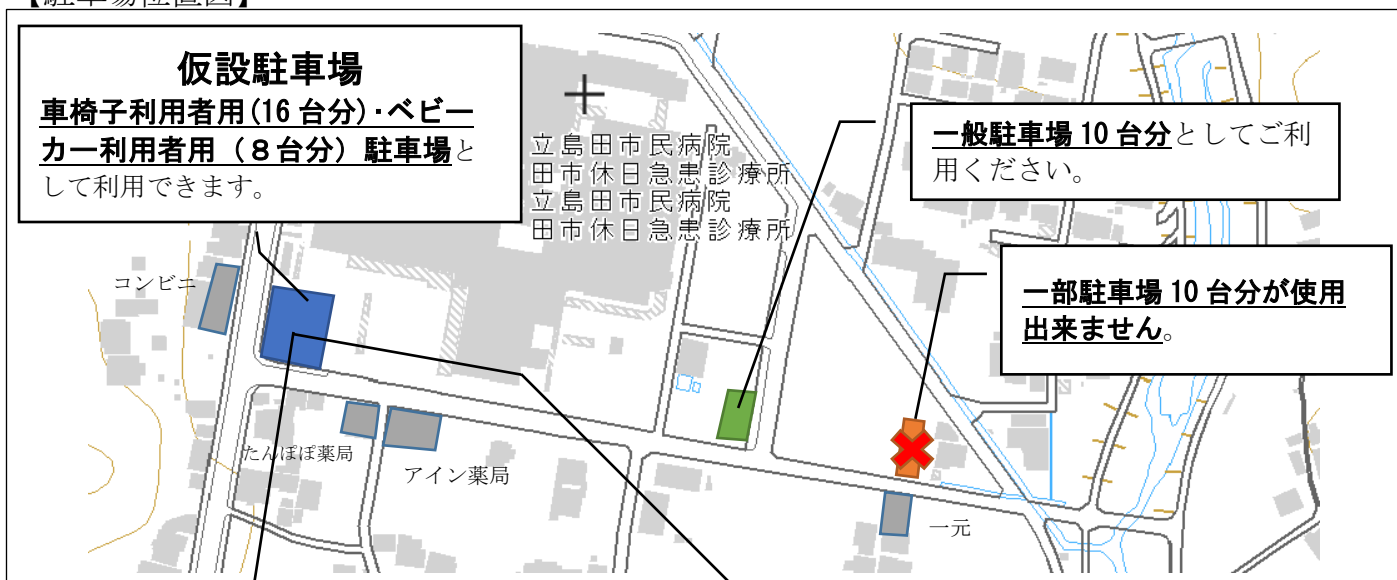 【駐車場位置図】
仮設駐車場
車椅子利用者用(16 台分)・ベビー
カー利用者用（８台分）駐車場と
して利用できます。
立島田市民病院
田市休日急患診療所
立島田市民病院
田市休日急患診療所
一般駐車場 10 台分としてご利
用ください。
一部駐車場 10 台分が使用
出来ません。
コンビニ
たんぽぽ薬局
アイン薬局
一元